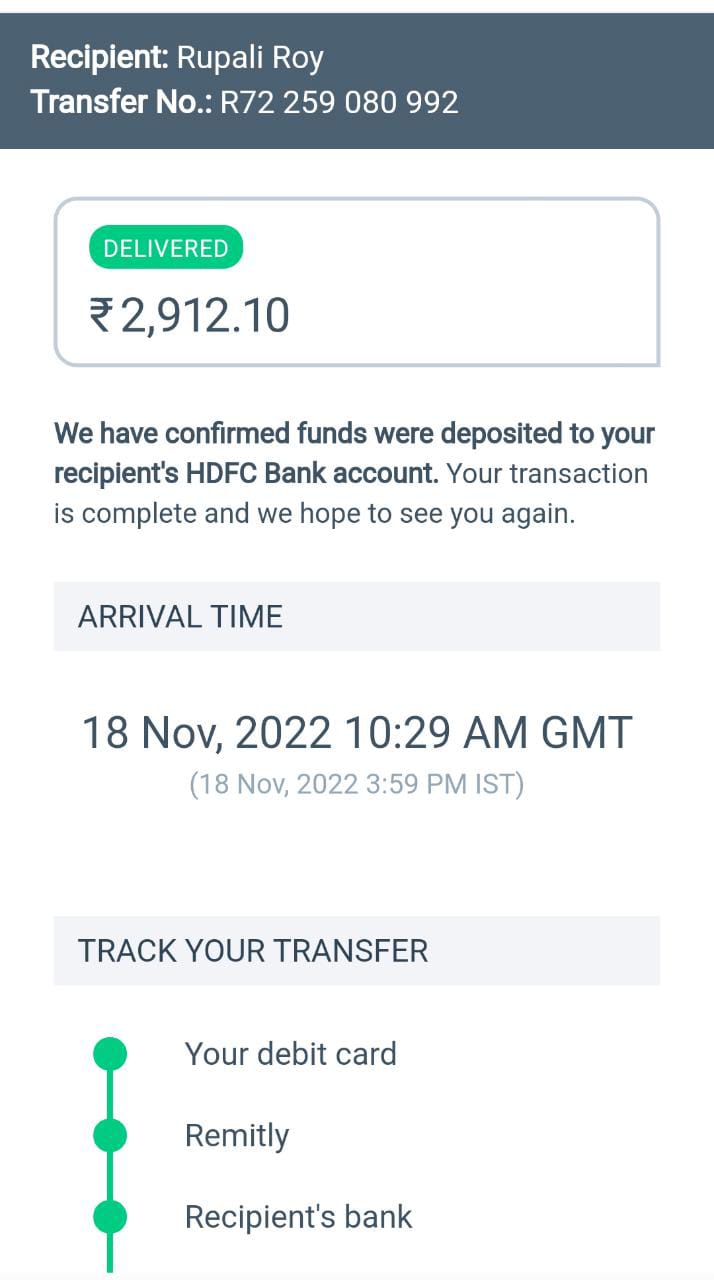 Recipient: Rupali Roy
Transfer No.: R72 259 080 992
DELIVERED
₹2,912.10
We have confirmed funds were deposited to your
recipient's HDFC Bank account. Your transaction
is complete and we hope to see you again.
ARRIVAL TIME
18 Nov, 2022 10:29 AM GMT
(18 Nov, 2022 3:59 PM IST)
TRACK YOUR TRANSFER
Your debit card
Remitly
Recipient's bank